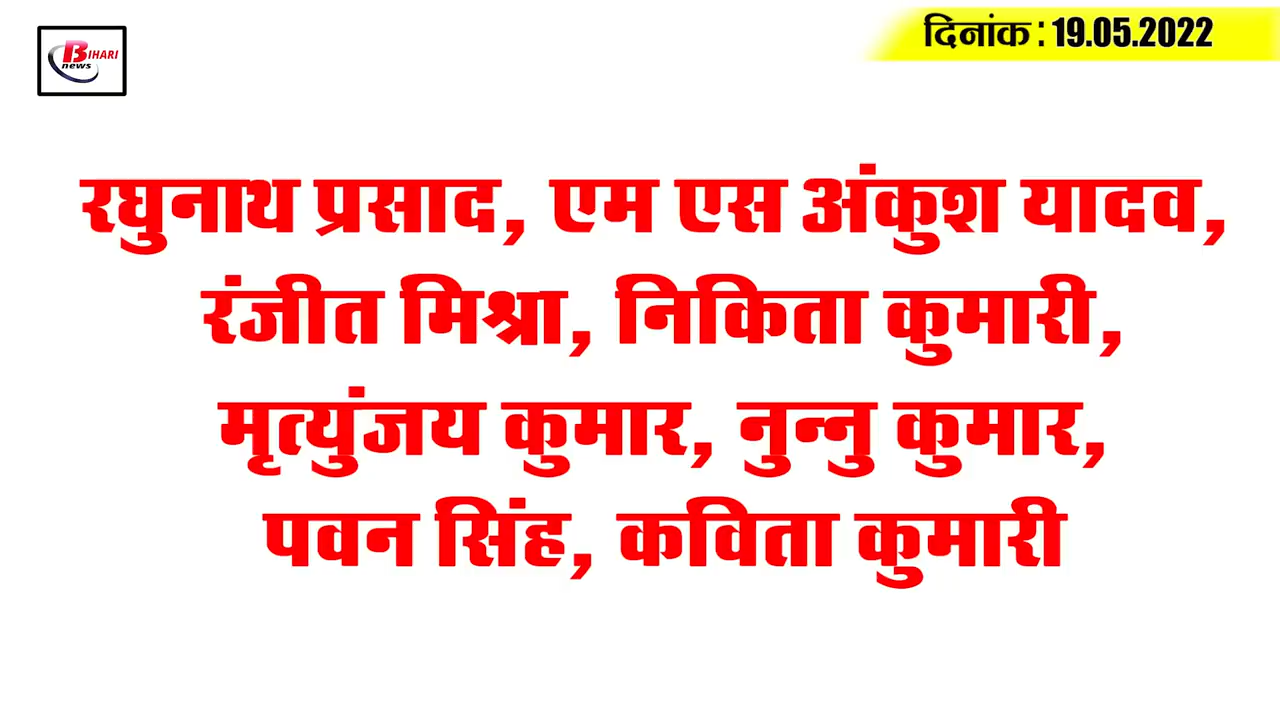 BIHARI
news
दिनांक : 19.05.2022
रघुनाथ प्रसाद, एम एस अंकुश यादव,
रंजीत मिश्रा, निकिता कुमारी,
मृत्युंजय कुमार, नुन्नु कुमार,
पवन सिंह, कविता कुमारी